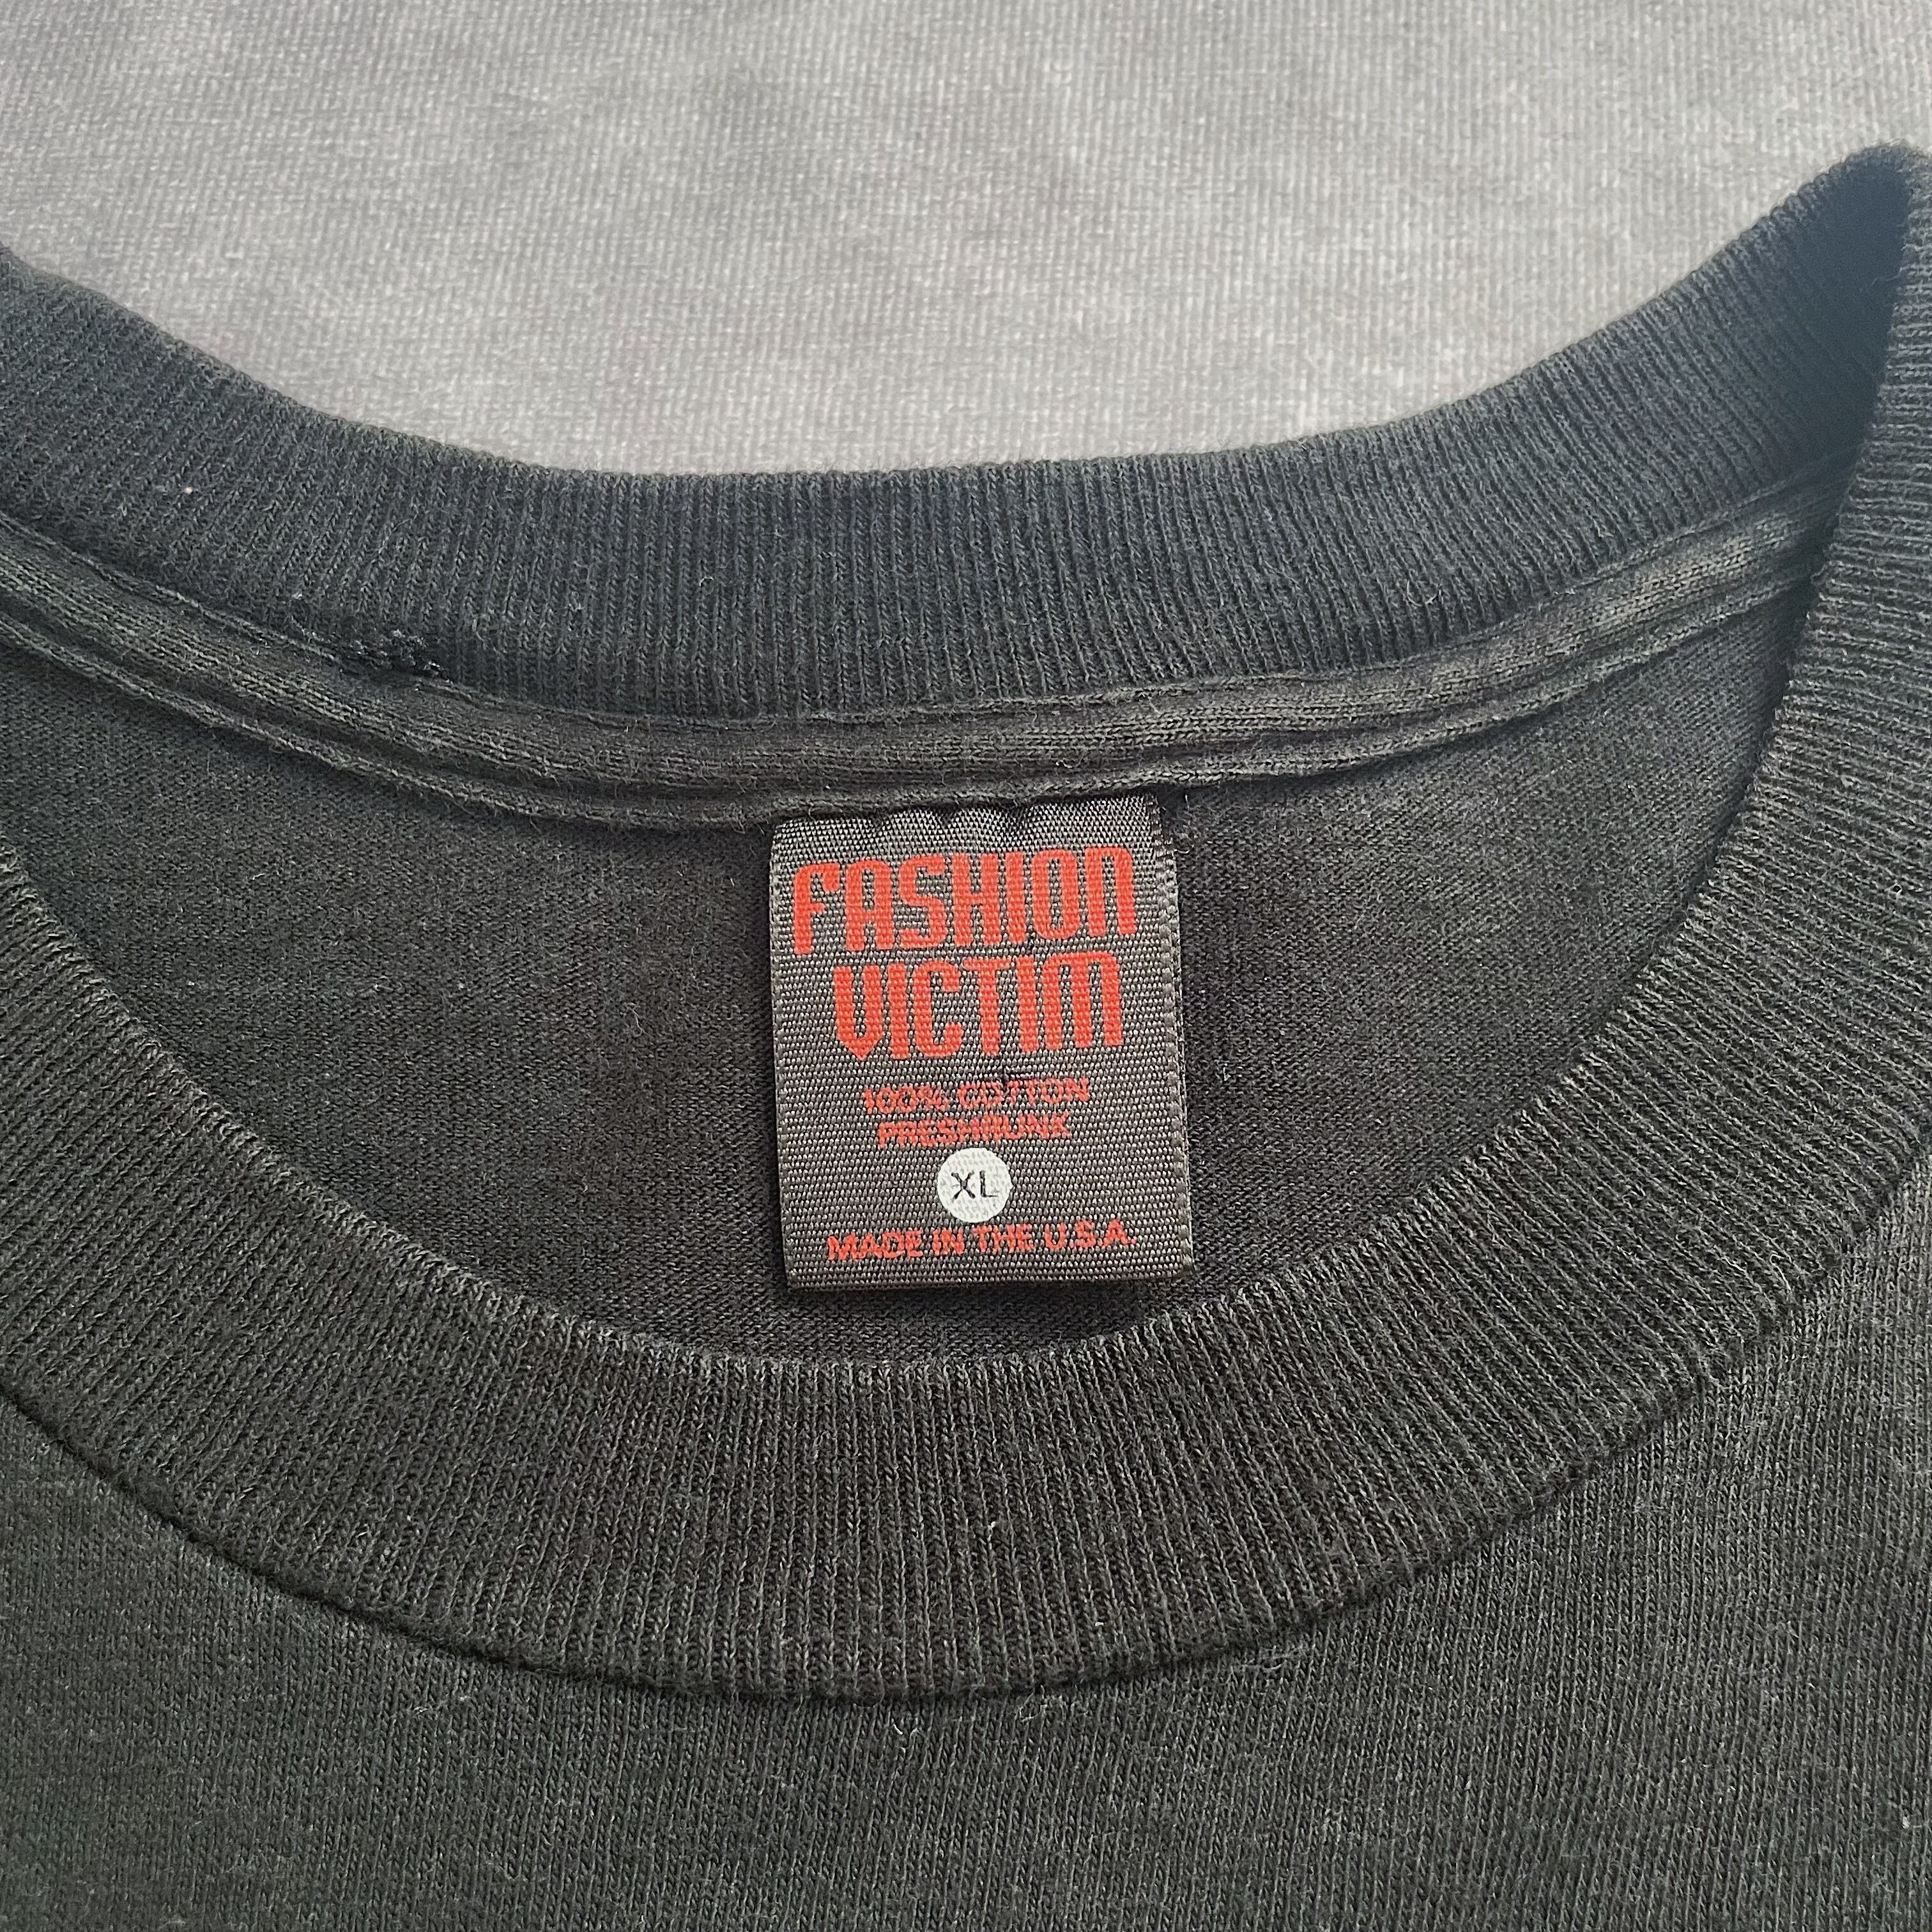 FASHION
VICTIM
100% COTTON
PRESHRUNK
XL
MADE IN THE U.S.A.